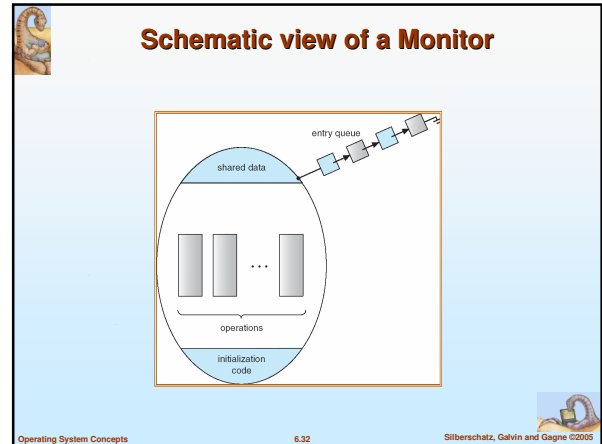 Schematic view of a Monitor
entry queue
shared data
...
operations
initialization
code
Operating System Concepts
6.32
Silberschatz, Galvin and Gagne ©2005